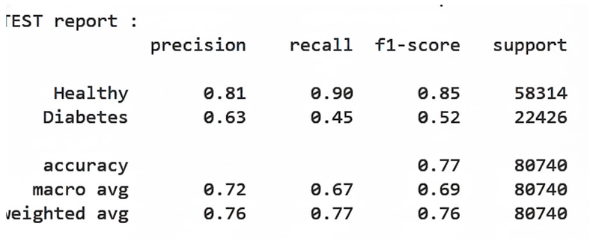 TEST report :
precision recall f1-score support
Healthy 0.81 0.90 0.85 58314
Diabetes 0.63 0.45 0.52 22426
accuracy 0.77 80740
macro avg 0.72 0.67 0.69 80740
weighted avg 0.76 0.77 0.76 80740